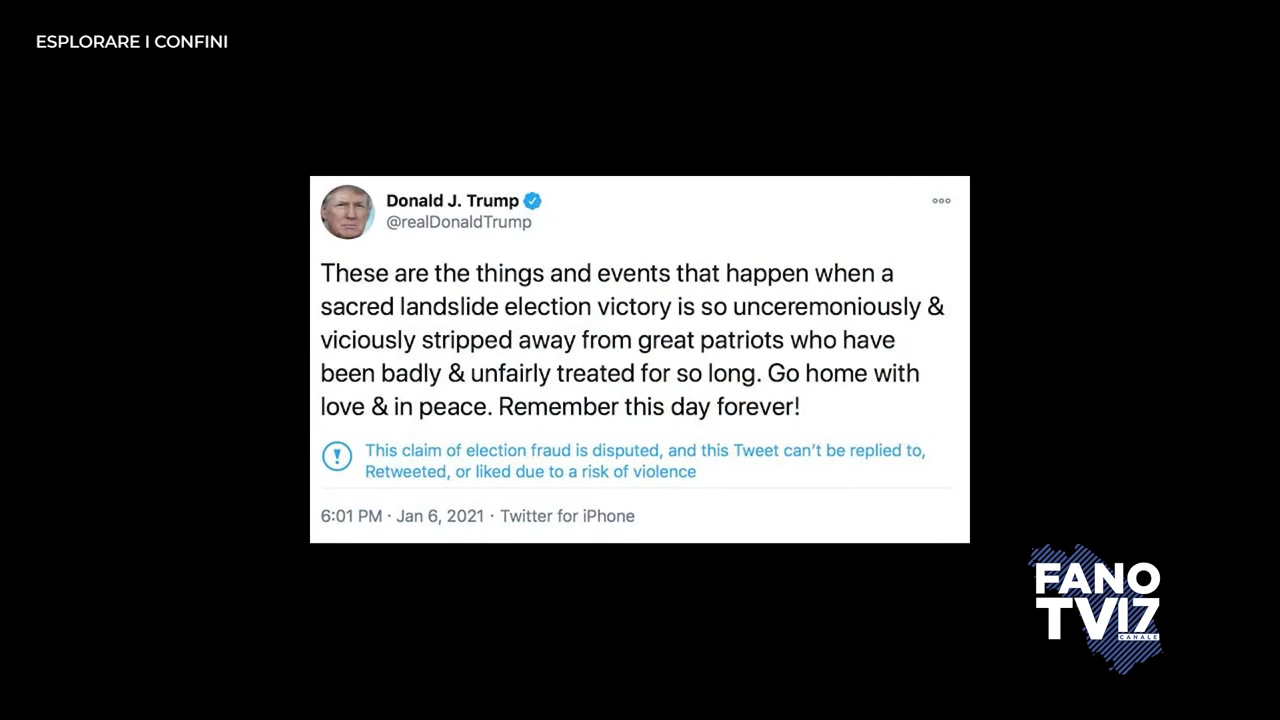 ESPLORARE I CONFINI
Donald J. Trump
@realDonaldTrump
These are the things and events that happen when a
sacred landslide election victory is so unceremoniously &
viciously stripped away from great patriots who have
been badly & unfairly treated for so long. Go home with
love & in peace. Remember this day forever!
This claim of election fraud is disputed, and this Tweet can't be replied to,
Retweeted, or liked due to a risk of violence
6:01 PM · Jan 6, 2021 · Twitter for iPhone
FANO
TV17
CANALE